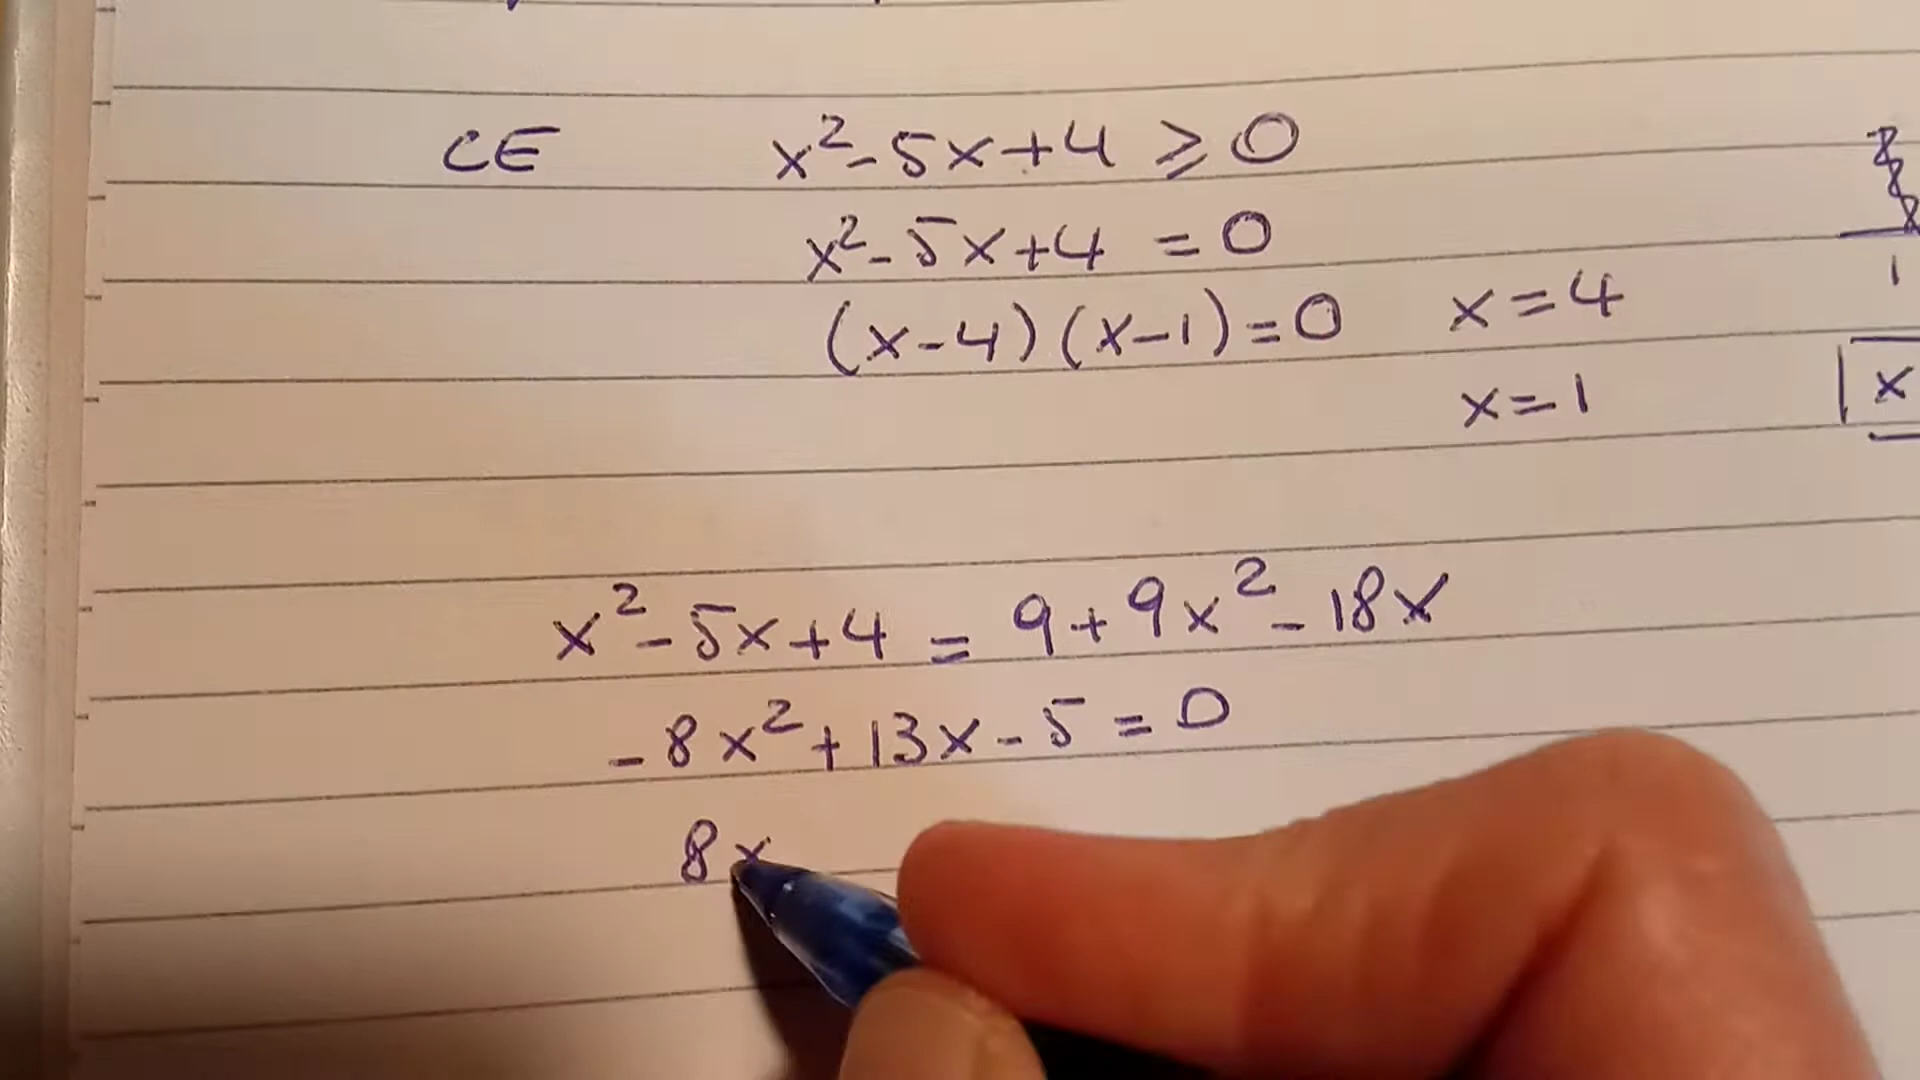 CE x²-5x+4 ≥ 0
x²-5x+4 = 0
(x-4)(x-1)=0 x=4
x=1
x
1
x²-5x+4 = 9+9x²-18x
-8x²+13x-5=0
8x